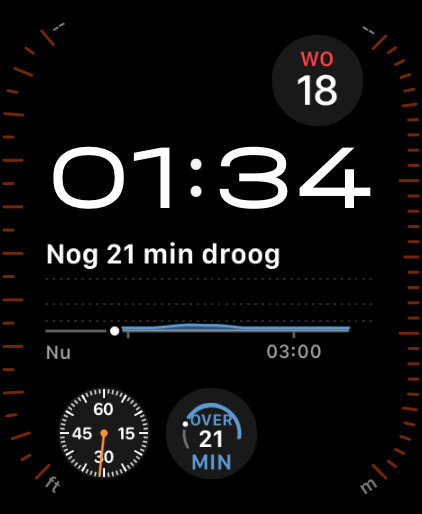 -- --
WO
18
01:34
Nog 21 min droog
Nu 03:00
60
45 15
30
OVER
21
MIN
ft m